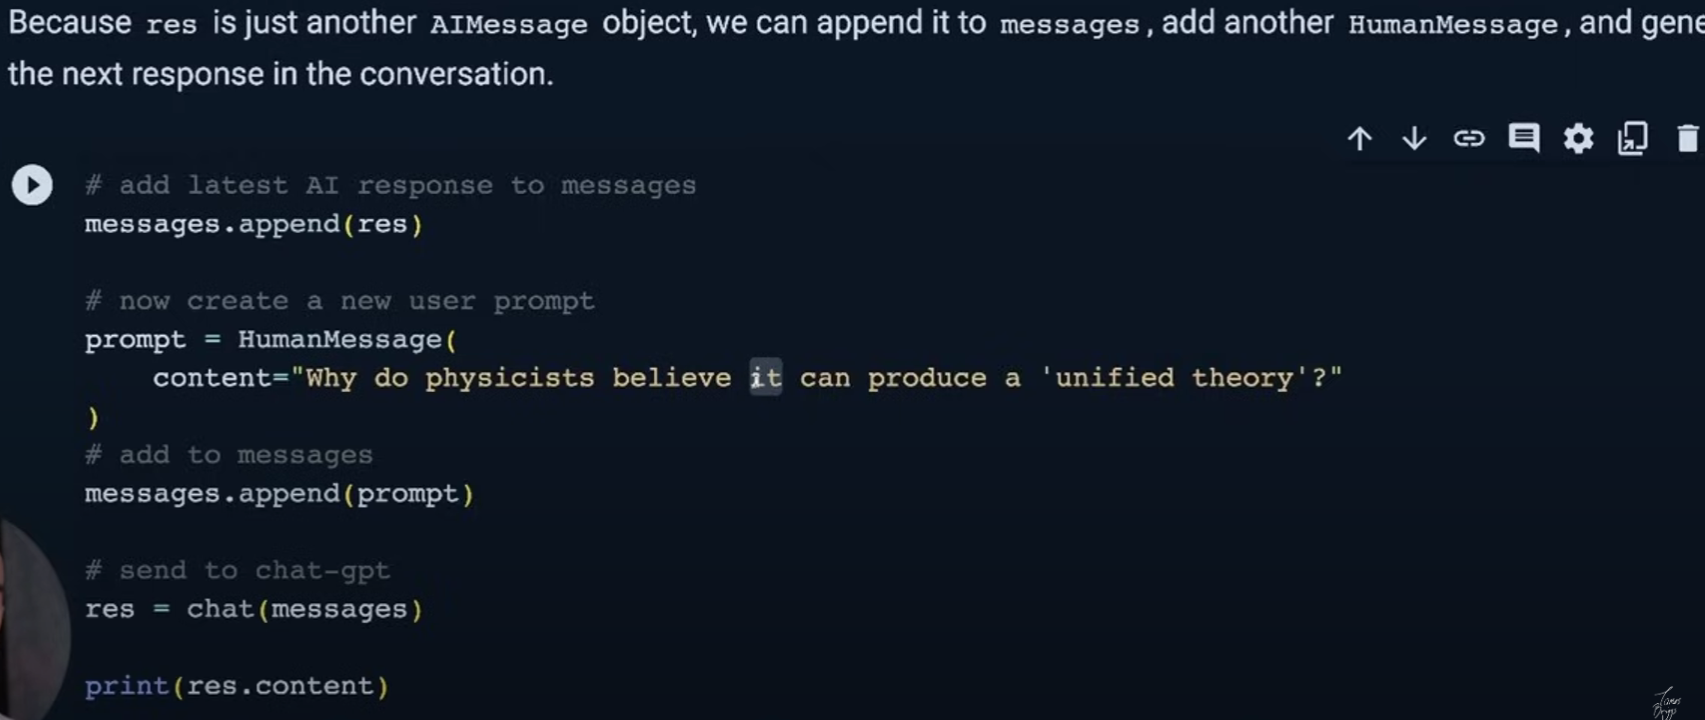 Because res is just another AIMessage object, we can append it to messages, add another HumanMessage, and gene
the next response in the conversation.
# add latest AI response to messages
messages.append(res)
# now create a new user prompt
prompt = HumanMessage(
content="Why do physicists believe it can produce a 'unified theory'?"
)
# add to messages
messages.append(prompt)
# send to chat-gpt
res = chat(messages)
print(res.content)